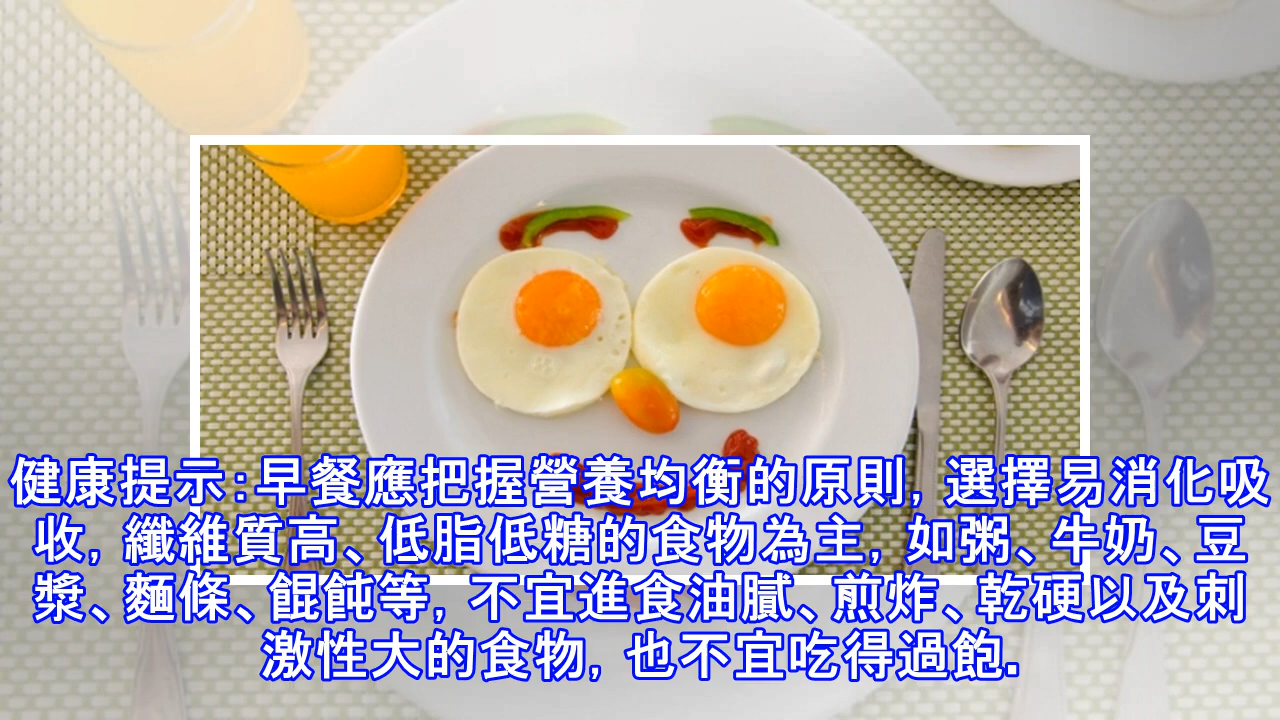 健康提示:早餐應把握營養均衡的原則, 選擇易消化吸
收, 纖維質高、低脂低糖的食物為主, 如粥、牛奶、豆
漿、麵條、餛飩等, 不宜進食油膩、煎炸、乾硬以及刺
激性大的食物, 也不宜吃得過飽.